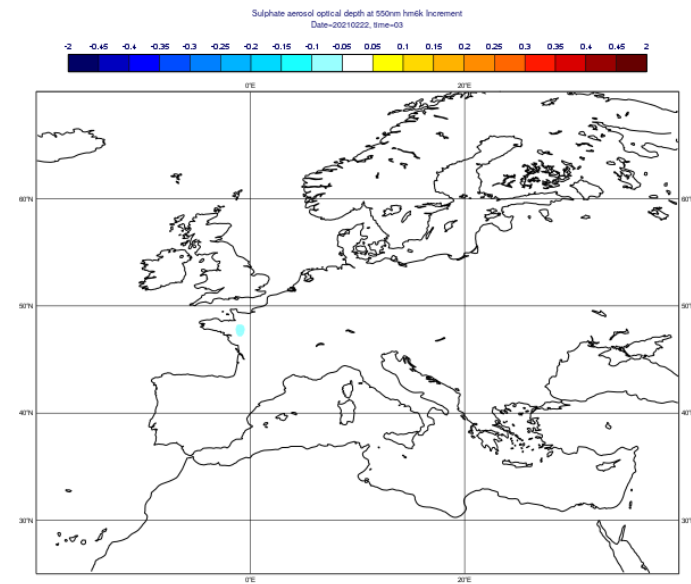 Sulphate aerosol optical depth at 550nm hm6k Increment
Date=20210222, time=03
-2 -0.45 -0.4 -0.35 -0.3 -0.25 -0.2 -0.15 -0.1 -0.05 0.05 0.1 0.15 0.2 0.25 0.3 0.35 0.4 0.45 2
0°E 20°E
60°N 60°N
50°N 50°N
40°N 40°N
30°N 30°N
0°E 20°E